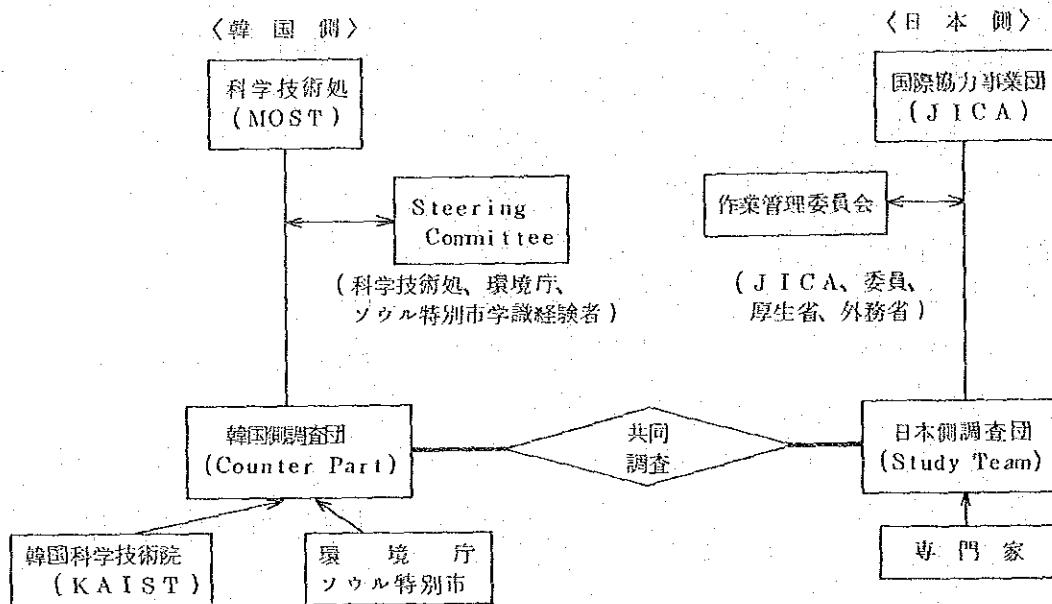 〈韓国側〉
〈日本側〉
科学技術処
(MOST)
国際協力事業団
(JICA)
Steering
Committee
作業管理委員会
(科学技術処、環境庁、
ソウル特別市学識経験者)
(JICA、委員、
厚生省、外務省)
韓国側調査団
(Counter Part)
共同
調査
日本側調査団
(Study Team)
韓国科学技術院
(KAIST)
環境庁
ソウル特別市
専門家